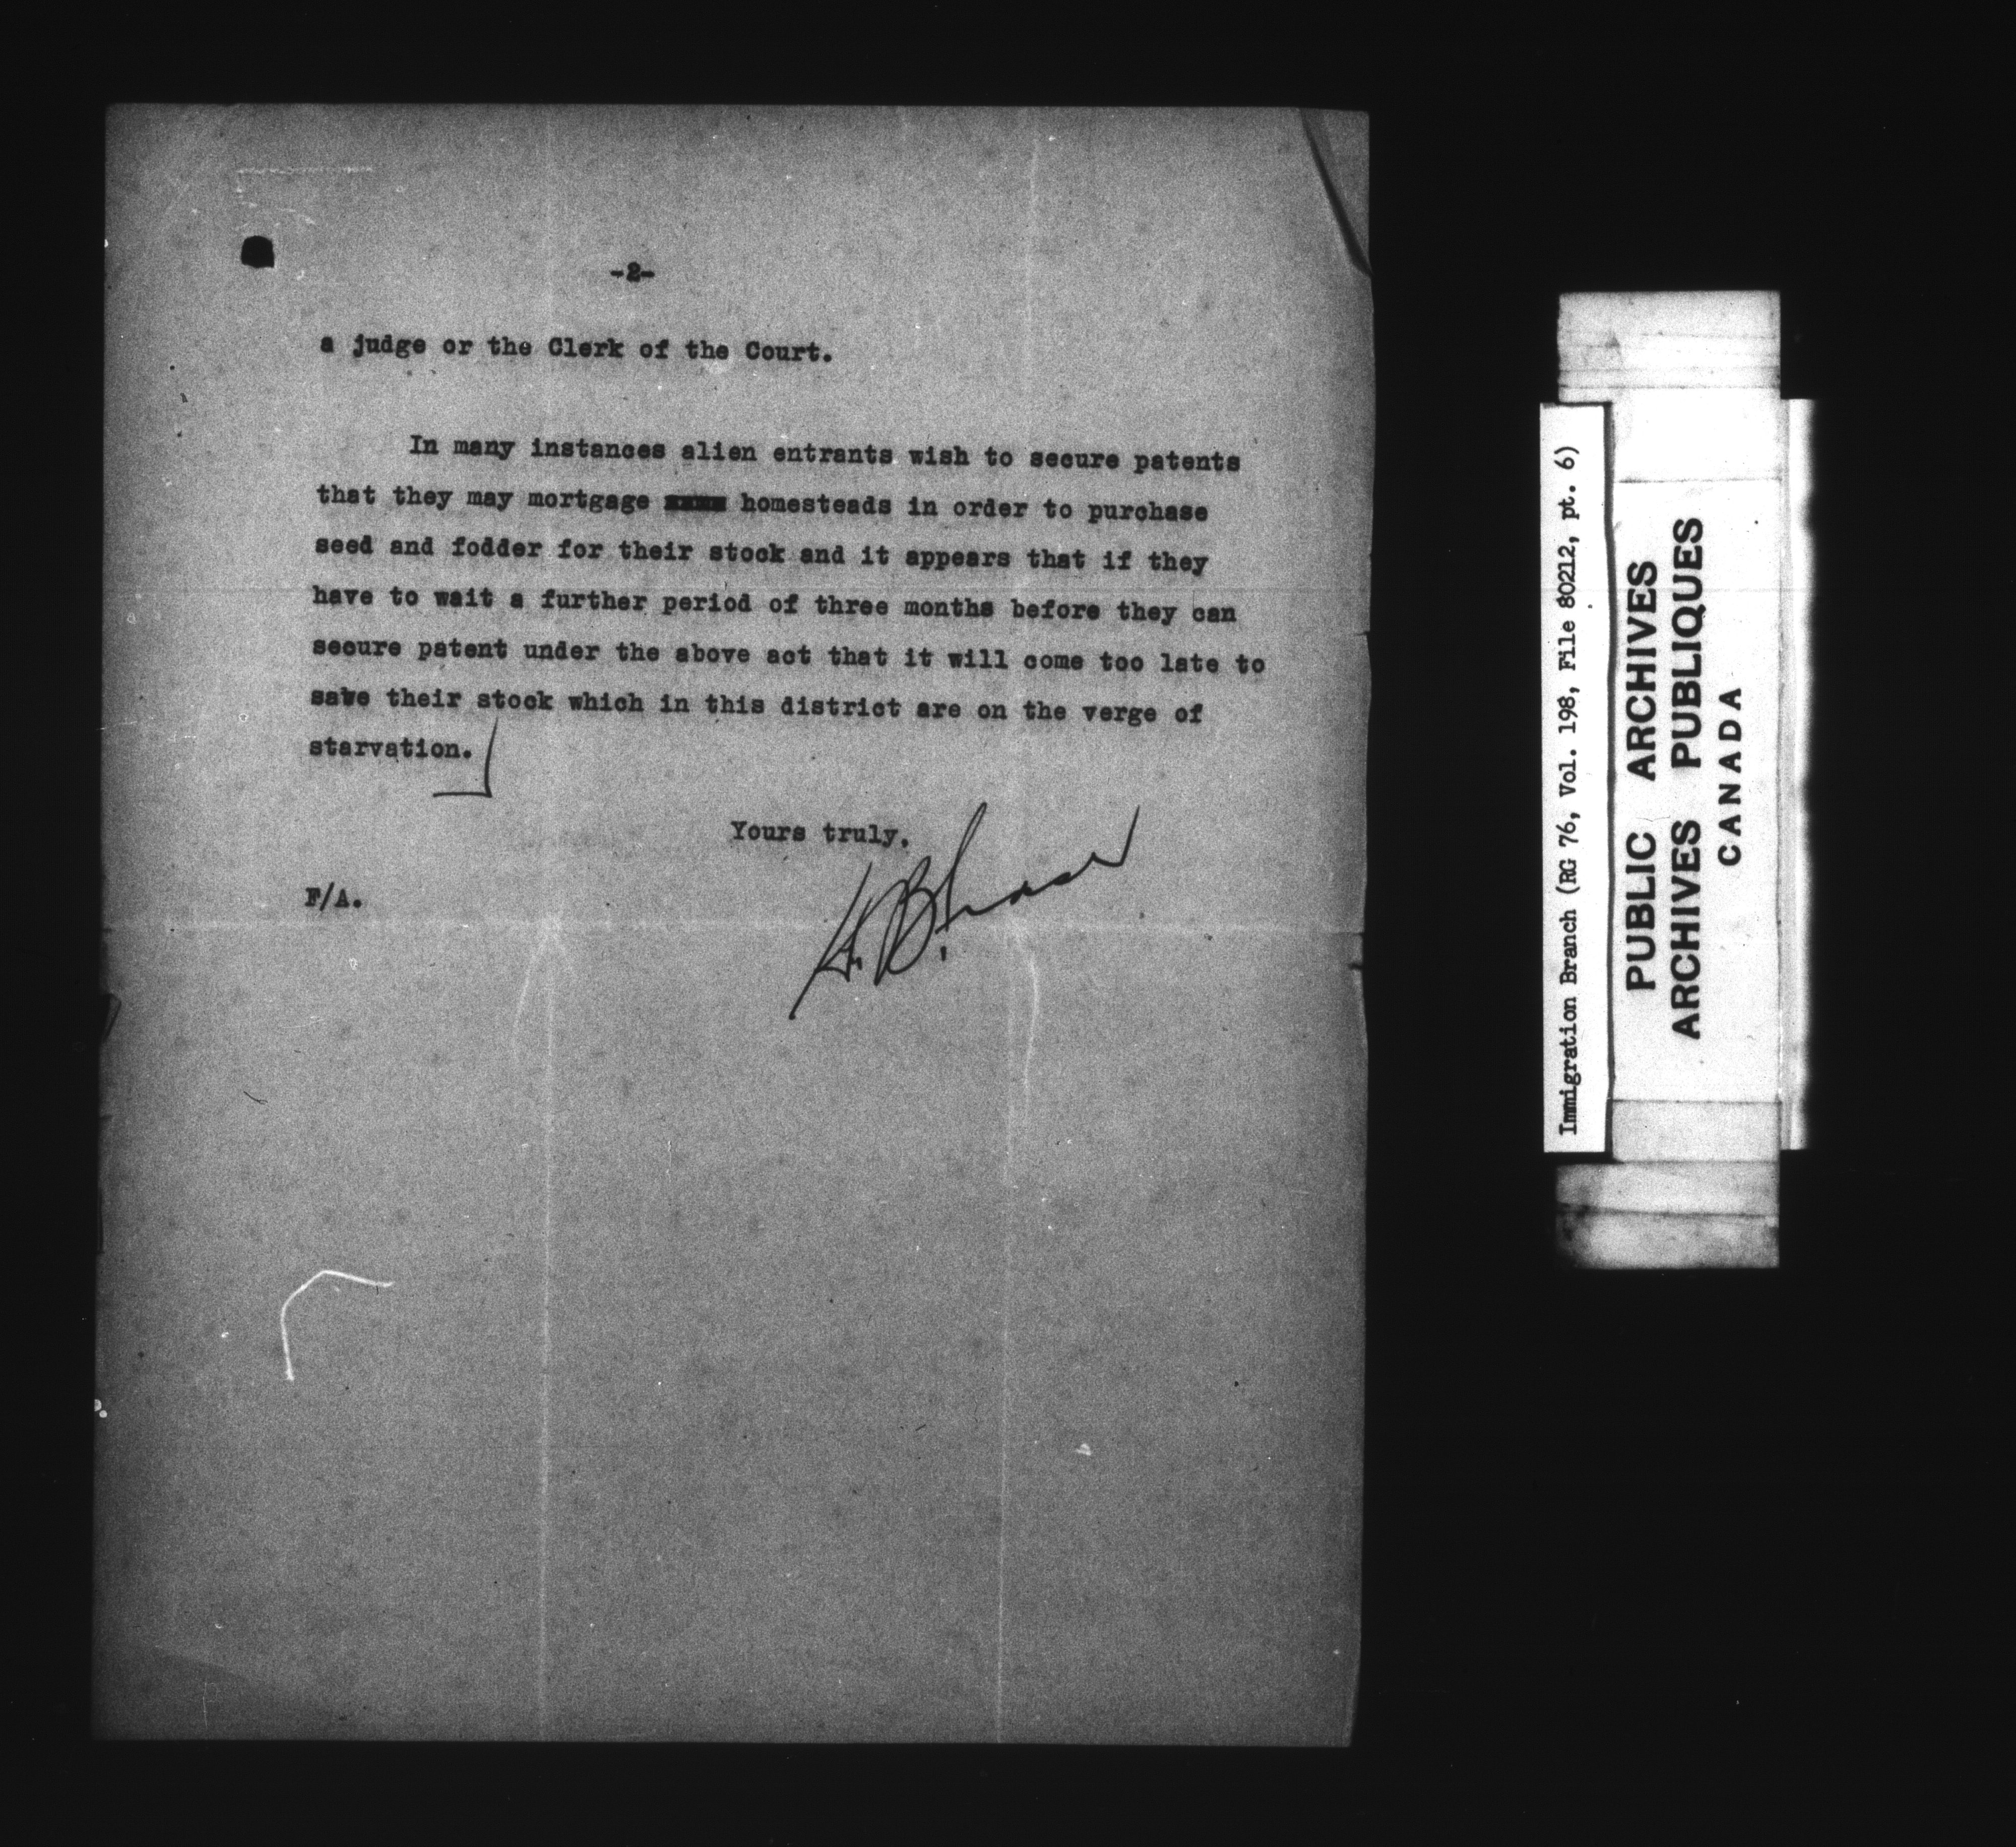 -2-
a judge or the Clerk of the Court.
In many instances alien entrants wish to secure patents
that they may mortgage homesteads in order to purchase
seed and fodder for their stock and it appears that if they
have to wait a further period of three months before they can
secure patent under the above act that it will come too late to
save their stock which in this district are on the verge of
starvation.
Yours truly,
F/A.
Immigration Branch (RG 76, Vol. 198, File 80212, pt. 6)
PUBLIC ARCHIVES
ARCHIVES PUBLIQUES
CANADA